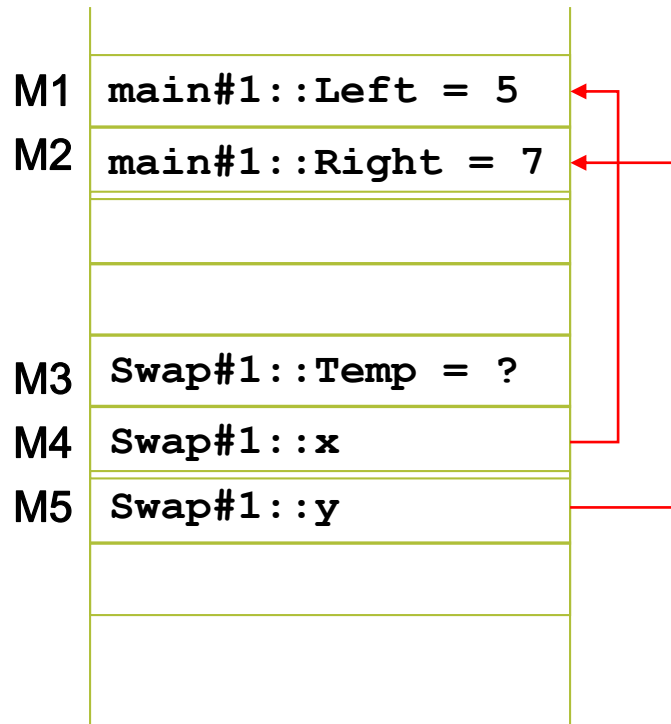 M1 main#1::Left = 5
M2 main#1::Right = 7
M3 Swap#1::Temp = ?
M4 Swap#1::x
M5 Swap#1::y